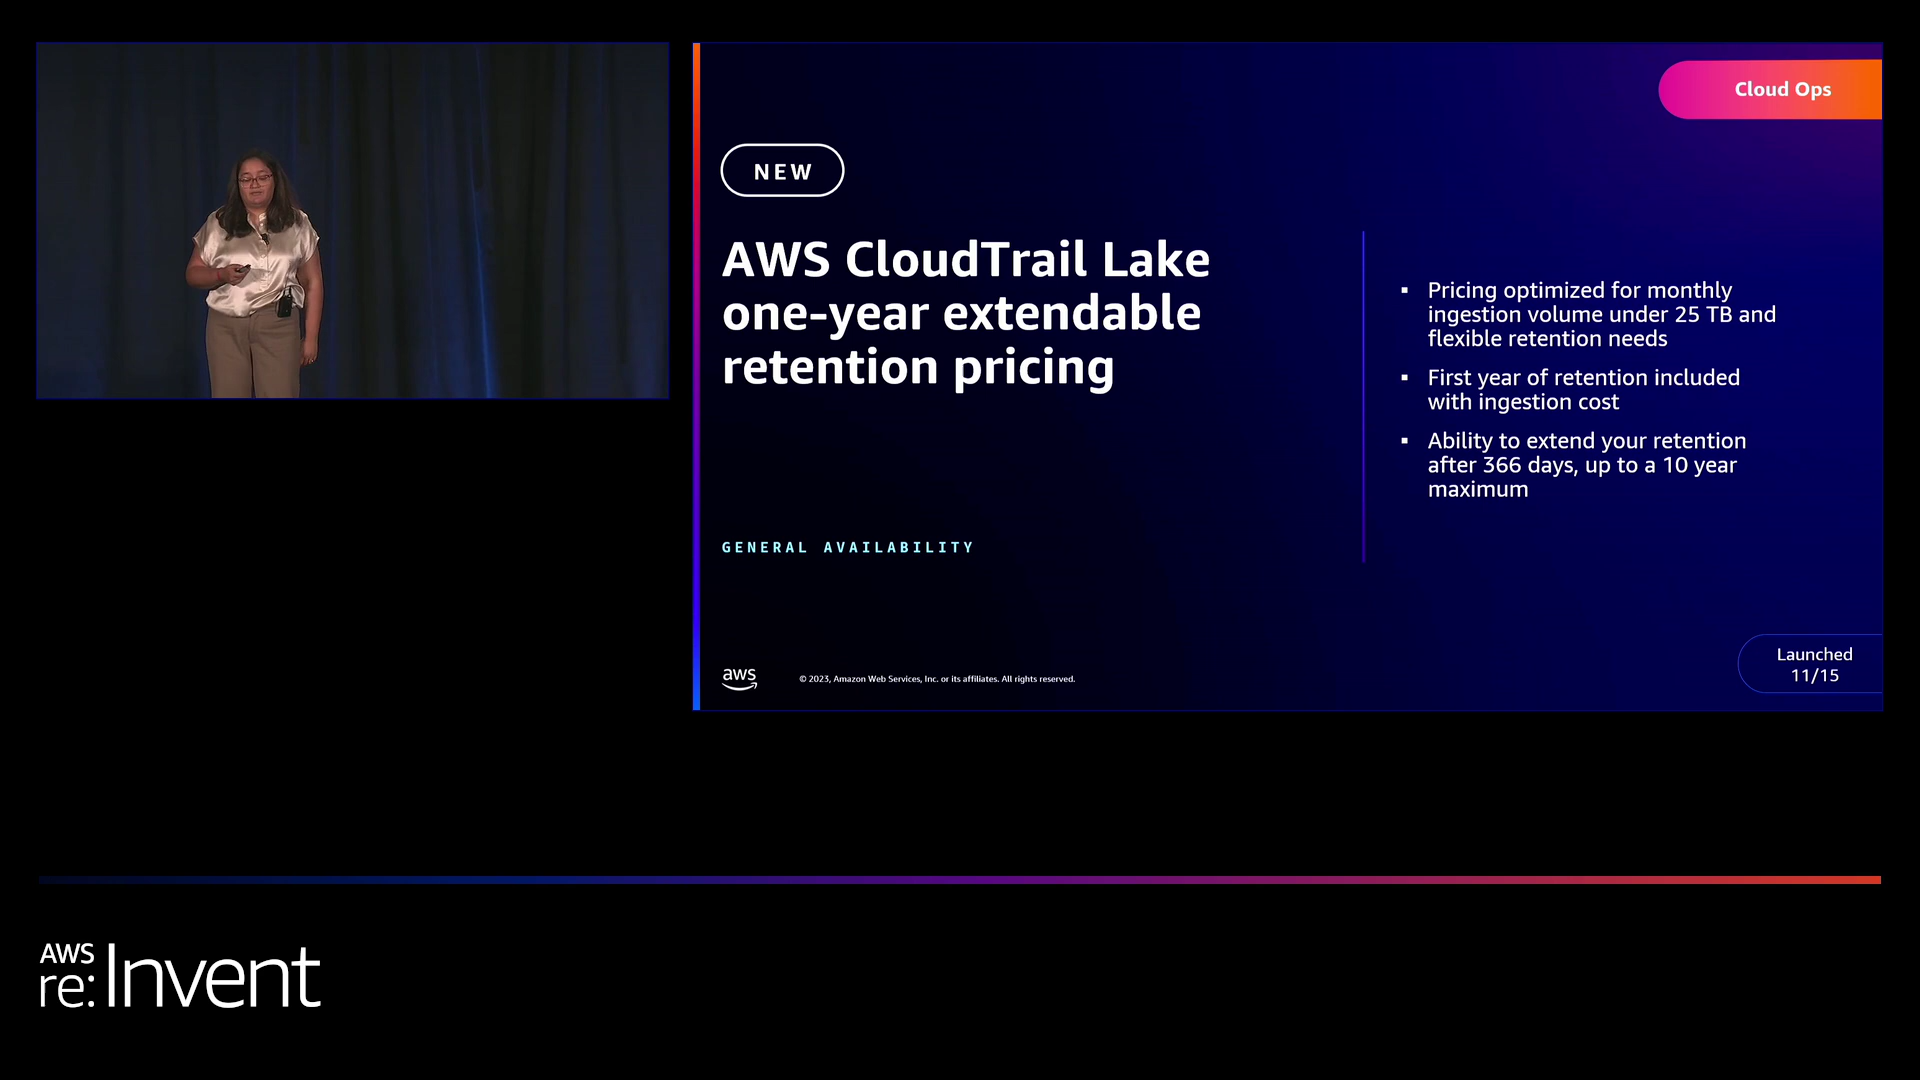 Cloud Ops
NEW
AWS CloudTrail Lake
one-year extendable
retention pricing
GENERAL AVAILABILITY
▪ Pricing optimized for monthly
ingestion volume under 25 TB and
flexible retention needs
▪ First year of retention included
with ingestion cost
▪ Ability to extend your retention
after 366 days, up to a 10 year
maximum
Launched
11/15
aws
© 2023, Amazon Web Services, Inc. or its affiliates. All rights reserved.
AWS
re:Invent